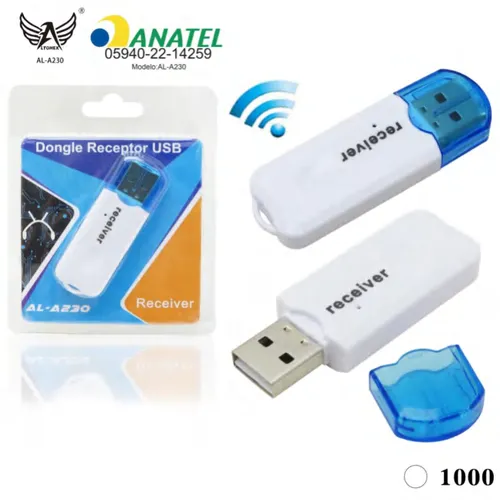 ALTOMEX
AL-A230
ANATEL
05940-22-14259
Modelo:AL-A230
Dongle Receptor USB
receiver
AL-A230
Receiver
receiver
receiver
1000